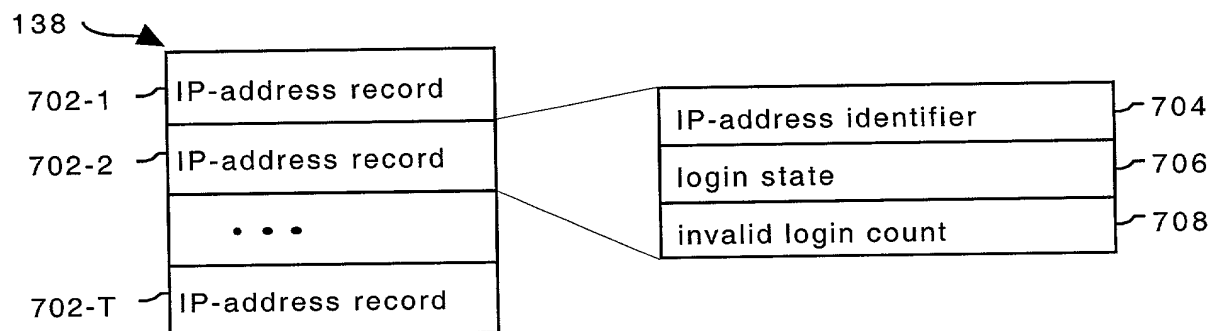 138
702-1 IP-address record
702-2 IP-address record
• • •
702-T IP-address record
IP-address identifier 704
login state 706
invalid login count 708